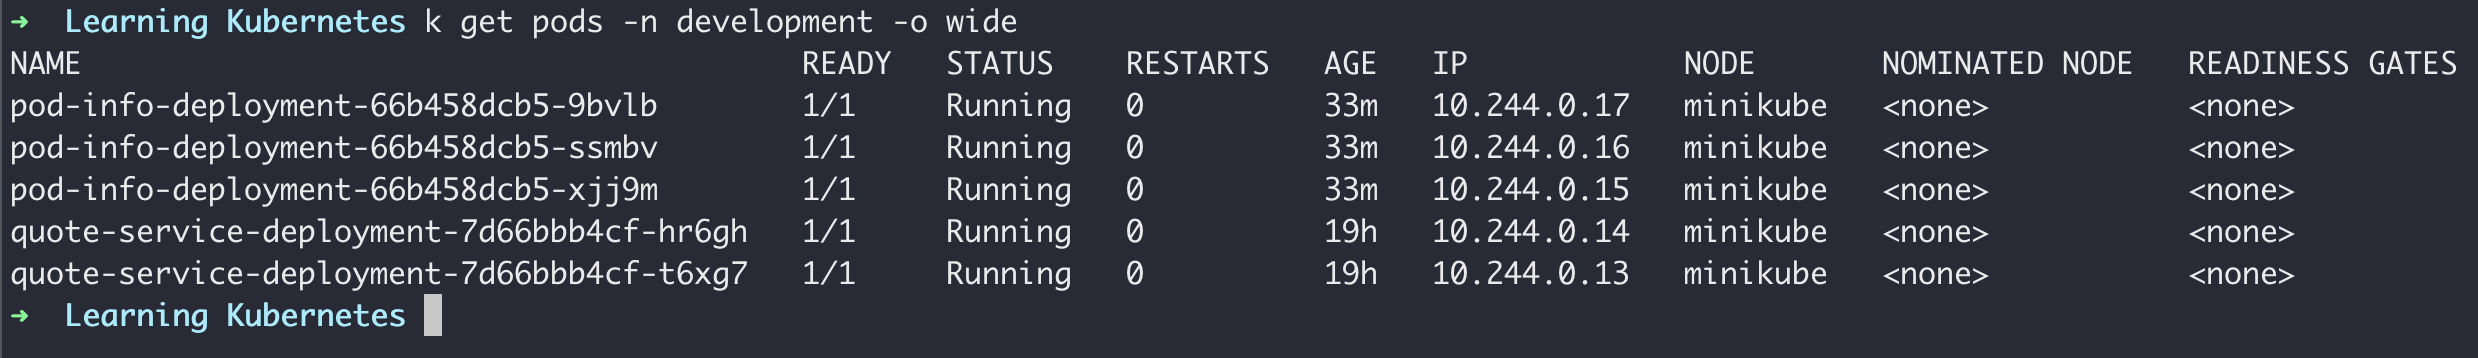 ➜ Learning Kubernetes k get pods -n development -o wide
NAME READY STATUS RESTARTS AGE IP NODE NOMINATED NODE READINESS GATES
pod-info-deployment-66b458dcb5-9bvlb 1/1 Running 0 33m 10.244.0.17 minikube <none> <none>
pod-info-deployment-66b458dcb5-ssmbv 1/1 Running 0 33m 10.244.0.16 minikube <none> <none>
pod-info-deployment-66b458dcb5-xjj9m 1/1 Running 0 33m 10.244.0.15 minikube <none> <none>
quote-service-deployment-7d66bbb4cf-hr6gh 1/1 Running 0 19h 10.244.0.14 minikube <none> <none>
quote-service-deployment-7d66bbb4cf-t6xg7 1/1 Running 0 19h 10.244.0.13 minikube <none> <none>
➜ Learning Kubernetes